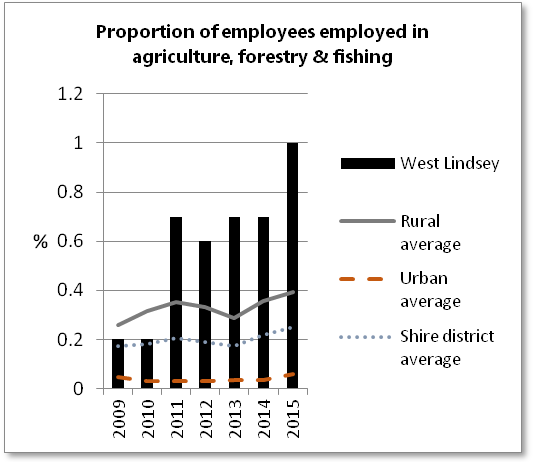 Proportion of employees employed in
agriculture, forestry & fishing
1.2
1
0.8
0.6
0.4
0.2
0
%
2009
2010
2011
2012
2013
2014
2015
West Lindsey
Rural
average
Urban
average
Shire district
average